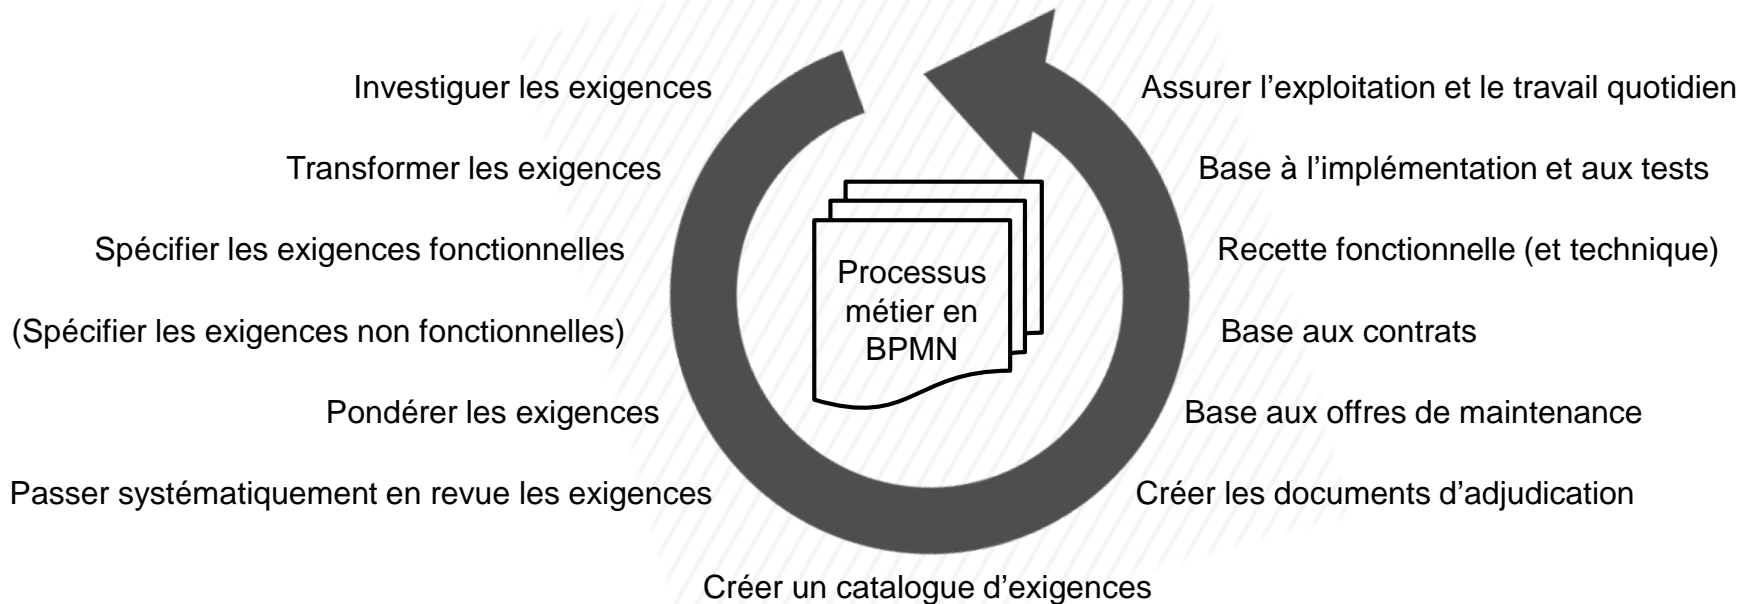 Investiguer les exigences
Transformer les exigences
Spécifier les exigences fonctionnelles
(Spécifier les exigences non fonctionnelles)
Pondérer les exigences
Passer systématiquement en revue les exigences
Créer un catalogue d’exigences
Processus
métier en
BPMN
Assurer l’exploitation et le travail quotidien
Base à l’implémentation et aux tests
Recette fonctionnelle (et technique)
Base aux contrats
Base aux offres de maintenance
Créer les documents d’adjudication